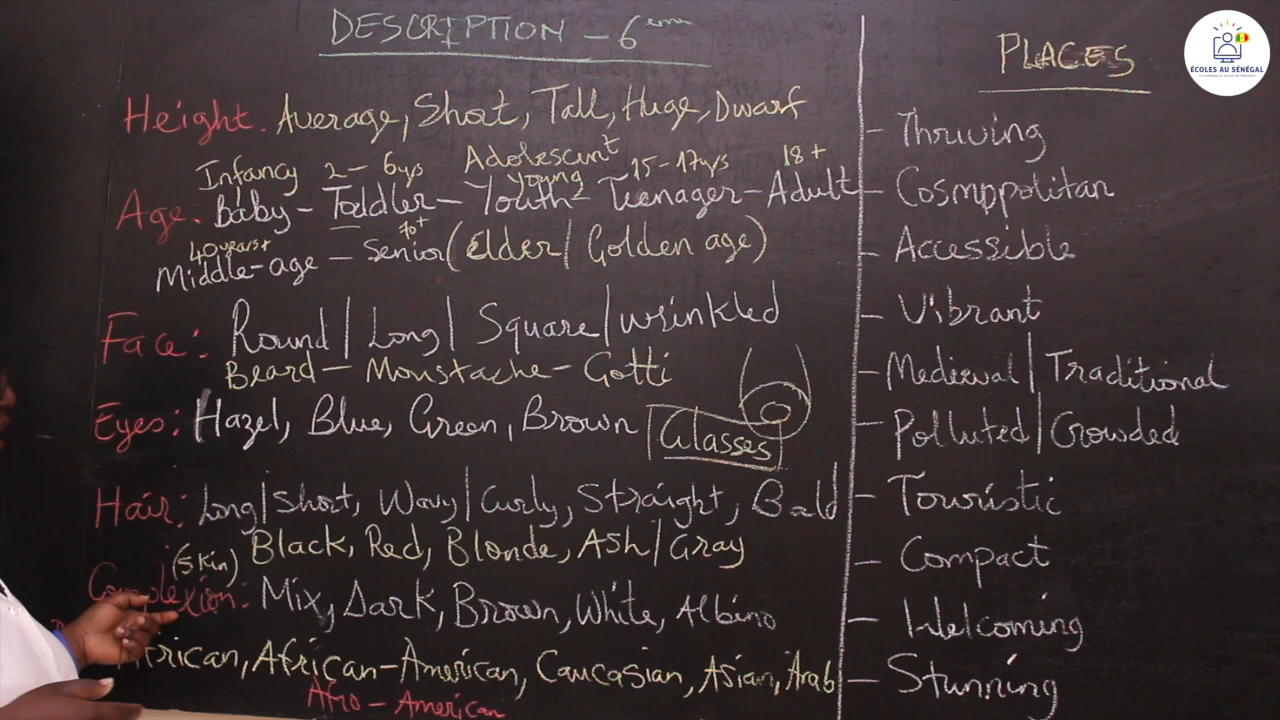 DESCRIPTION - 6ème
Height. Average, Short, Tall, Huge, Dwarf
Infancy 2 - 6yrs Adolescent young 15-17yrs 18+
Age: Baby - Toddler - Youth - Teenager - Adult
40years+ 70+
Middle-age - Senior (Elder/ Golden age)
Face: Round/ Long/ Square/ wrinkled
Beard - Moustache - Gotti
Eyes: Hazel, Blue, Green, Brown Glasses
Hair: Long/Short, Wavy/Curly, Straight, Bald
Black, Red, Blonde, Ash/Gray
(Skin)
Complexion: Mix, Dark, Brown, White, Albino
African, African-American, Caucasian, Asian, Arab
Afro - American
PLACES
- Thriving
- Cosmppolitan
- Accessible
- Vibrant
- Medieval/ Traditional
- Polluted/ Crowded
- Touristic
- Compact
- Welcoming
- Stunning
ÉCOLES AU SÉNÉGAL